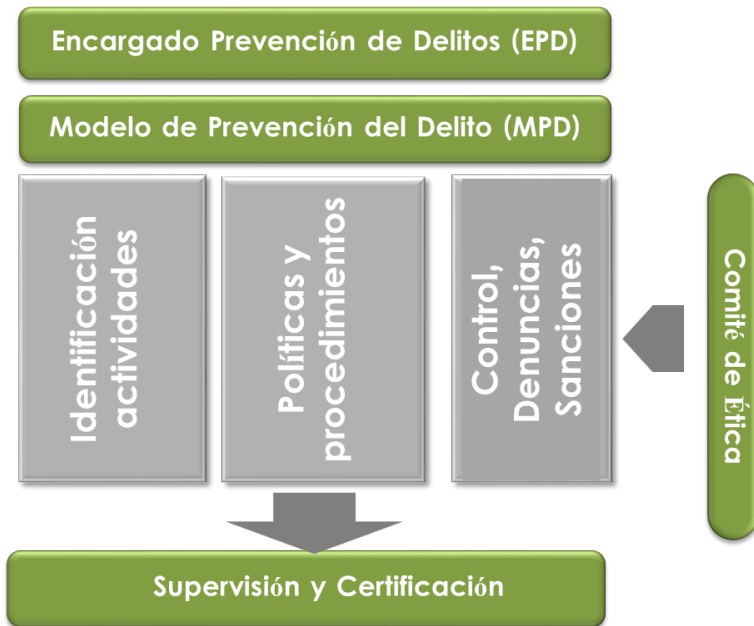 Encargado Prevención de Delitos (EPD)
Modelo de Prevención del Delito (MPD)
Identificación
actividades
Políticas y
procedimientos
Control,
Denuncias,
Sanciones
Comité de Ética
Supervisión y Certificación